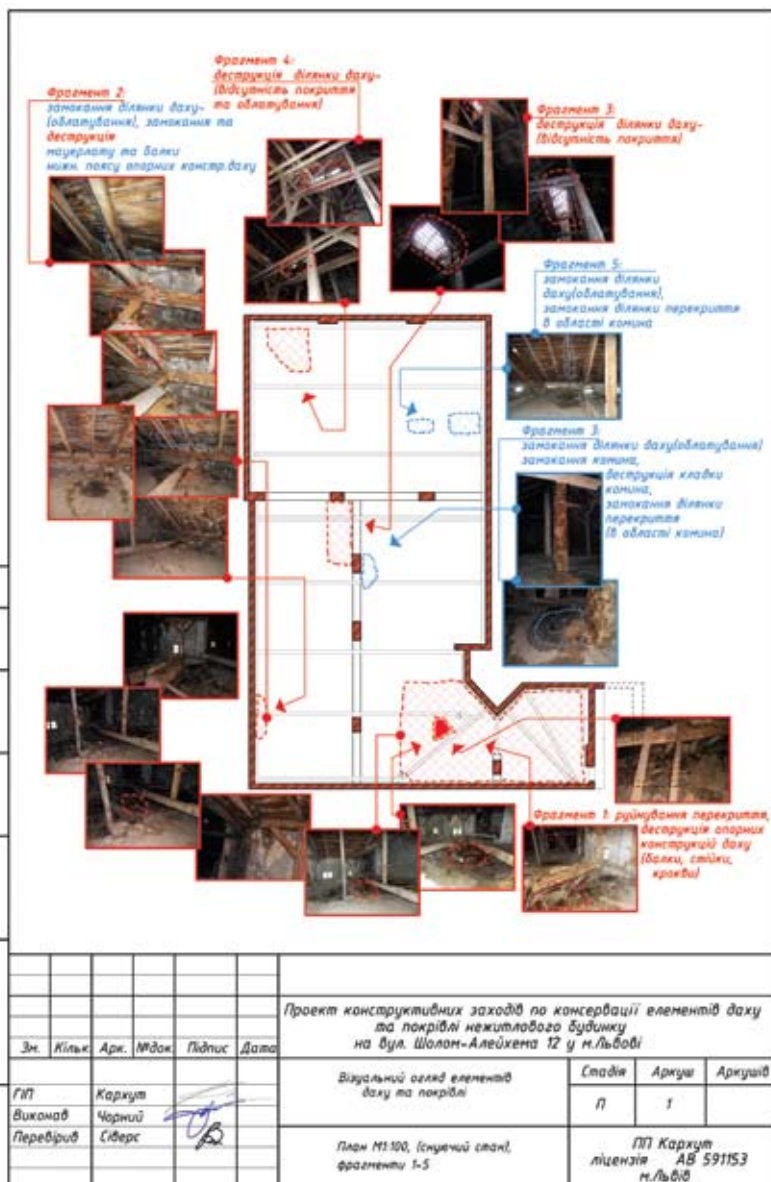 Фрагмент 4:
деструкція ділянки даху-
(відсутність покриття
та облатування)
Фрагмент 2:
замокання ділянки даху-
(облатування), замокання та
деструкція
мауерлату та балки
нижн. поясу опорних констр.даху
Фрагмент 3:
деструкція ділянки даху-
(відсутність покриття)
Фрагмент 5:
замокання ділянки
даху(облатування),
замокання ділянки перекриття
в області комина
Фрагмент 3:
замокання ділянки даху(облатування)
замокання комина,
деструкція кладки
комина,
замокання ділянки
перекриття
(в області комина)
Фрагмент 1: руйнування перекриття,
деструкція опорних
конструкцій даху
(балки, стійки,
крокви)
Проект конструктивних заходів по консервації елементів даху
та покрівлі нежитлового будинку
на вул. Шолом-Алейхема 12 у м.Львові
Зм. Кільк Арк. №док Підпис Дата
Візуальний огляд елементів
даху та покрівлі
Стадія Аркуш Аркушів
П 1
ГІП Кархут
Виконав Чорний
Перевірив Сіверс
План М1:100, (існуючий стан),
фрагменти 1-5
ПП Кархут
ліцензія АВ 591153
м.Львів